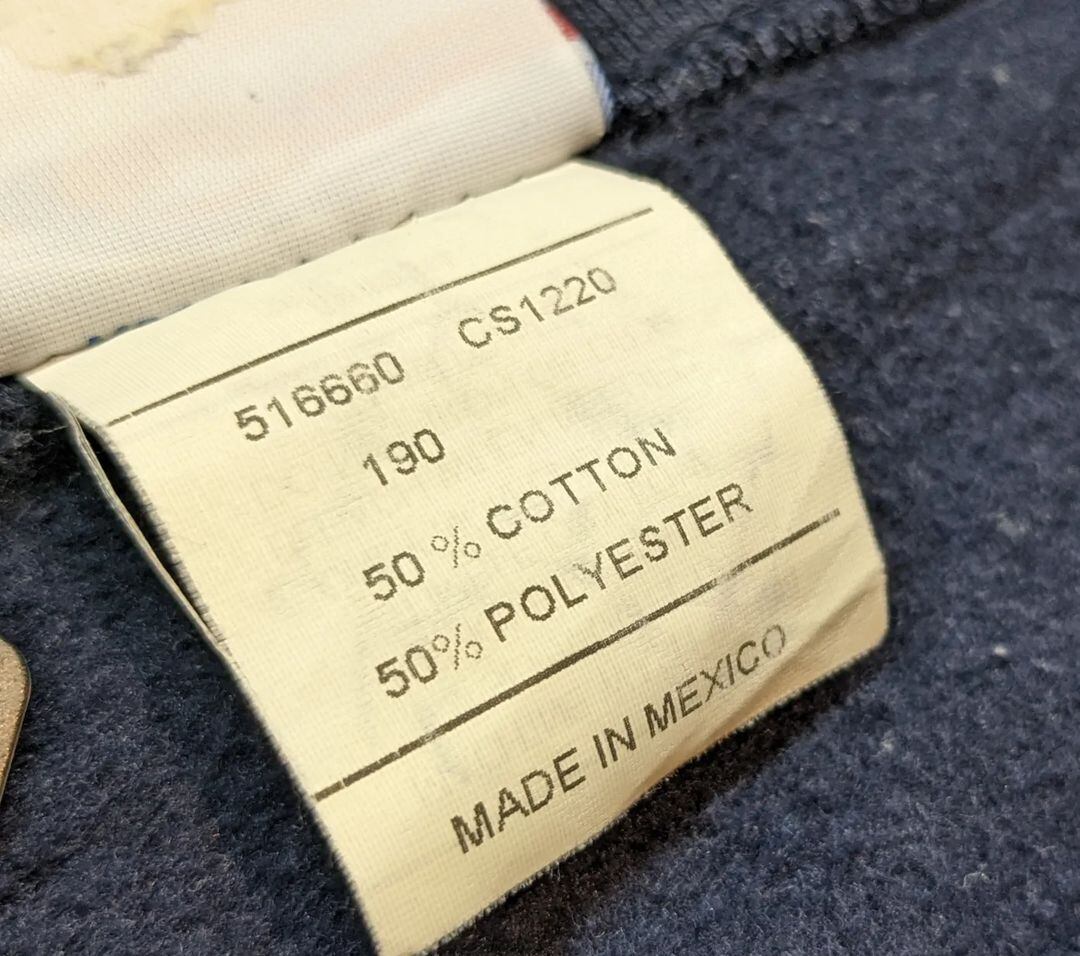 516660 CS1220
190
50% COTTON
50% POLYESTER
MADE IN MEXICO